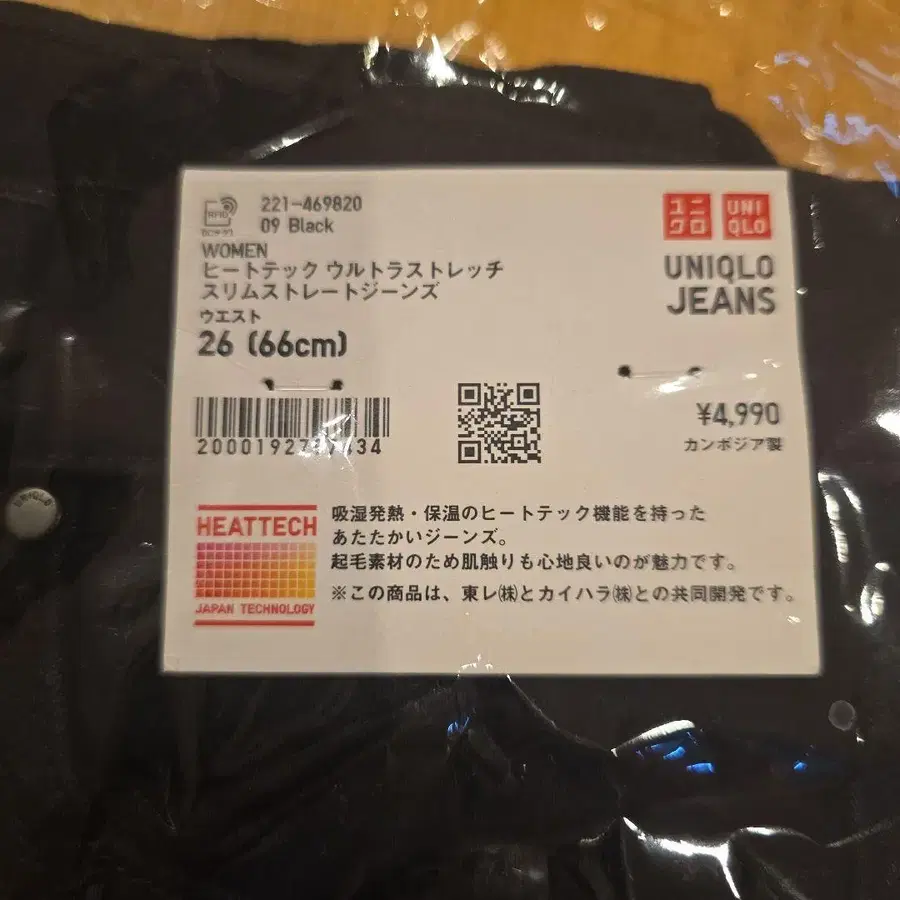 221-469820
09 Black
WOMEN
ヒートテック ウルトラストレッチ
スリムストレートジーンズ
ウエスト
26 (66cm)
ユニ
クロ
UNI
QLO
UNIQLO
JEANS
¥4,990
カンボジア製
HEATTECH
JAPAN TECHNOLOGY
吸湿発熱・保温のヒートテック機能を持った
あたたかいジーンズ。
起毛素材のため肌触りも心地良いのが魅力です。
※この商品は、東レ㈱とカイハラ㈱との共同開発です。
UNIQLO